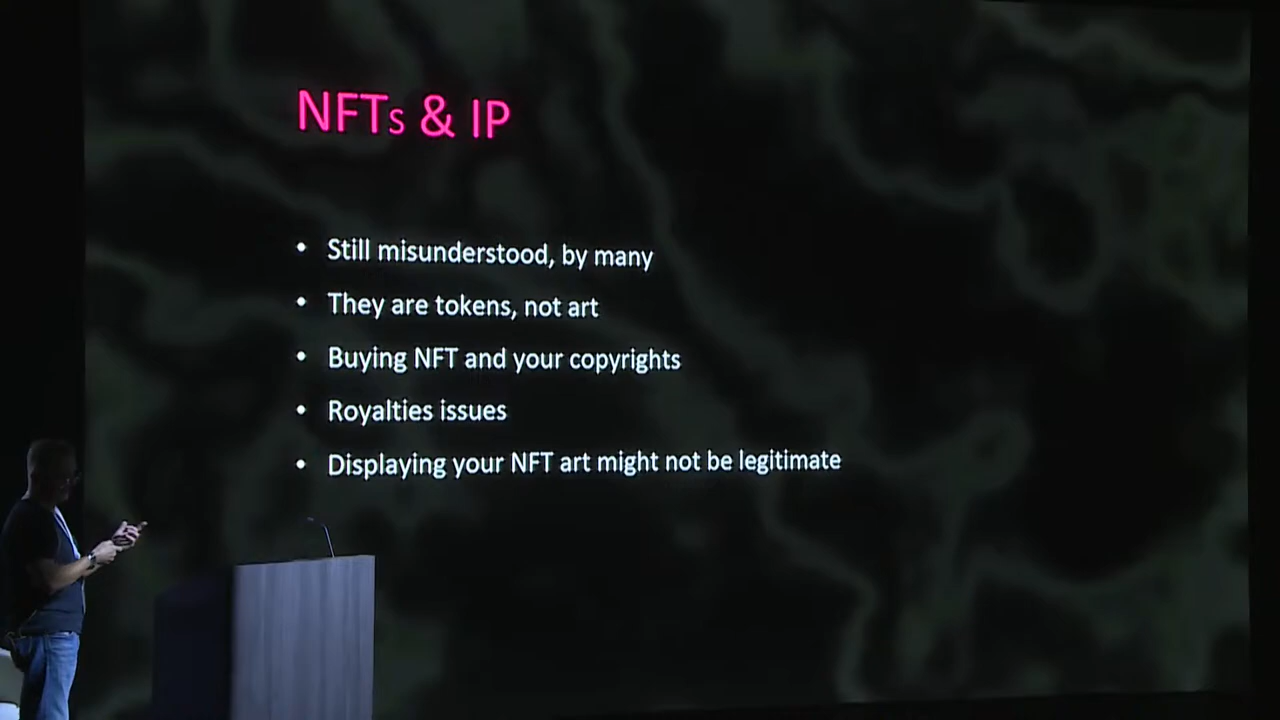 NFTs & IP
• Still misunderstood, by many
• They are tokens, not art
• Buying NFT and your copyrights
• Royalties issues
• Displaying your NFT art might not be legitimate